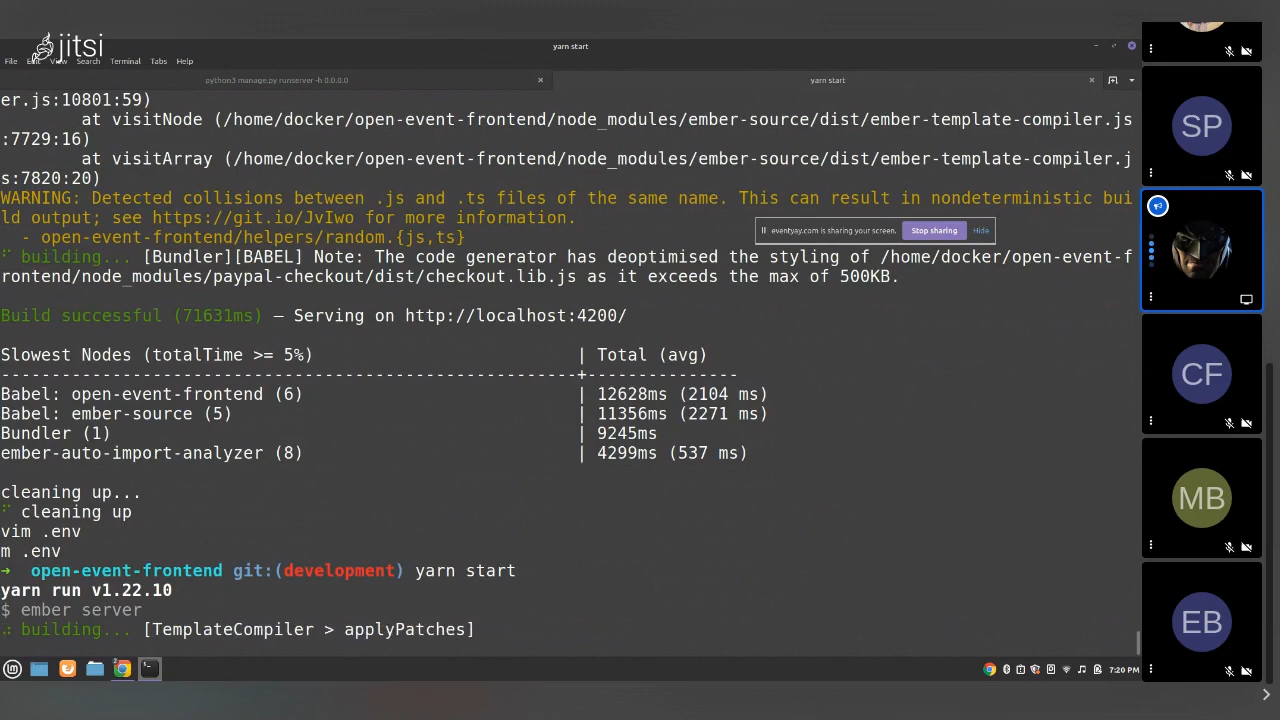 jitsi
yarn start
File Edit View Search Terminal Tabs Help
python3 manage.py runserver -h 0.0.0.0
yarn start
er.js:10801:59)
at visitNode (/home/docker/open-event-frontend/node_modules/ember-source/dist/ember-template-compiler.js
:7729:16)
at visitArray (/home/docker/open-event-frontend/node_modules/ember-source/dist/ember-template-compiler.j
s:7820:20)
WARNING: Detected collisions between .js and .ts files of the same name. This can result in nondeterministic bui
ld output; see https://git.io/JvIwo for more information.
- open-event-frontend/helpers/random.{js,ts}
eventyay.com is sharing your screen. Stop sharing Hide
building... [Bundler][BABEL] Note: The code generator has deoptimised the styling of /home/docker/open-event-f
rontend/node_modules/paypal-checkout/dist/checkout.lib.js as it exceeds the max of 500KB.
Build successful (71631ms) – Serving on http://localhost:4200/
Slowest Nodes (totalTime >= 5%) | Total (avg)
----------------------------------------------------------+---------------
Babel: open-event-frontend (6) | 12628ms (2104 ms)
Babel: ember-source (5) | 11356ms (2271 ms)
Bundler (1) | 9245ms
ember-auto-import-analyzer (8) | 4299ms (537 ms)
cleaning up...
cleaning up
vim .env
m .env
→ open-event-frontend git:(development) yarn start
yarn run v1.22.10
$ ember server
building... [TemplateCompiler > applyPatches]
7:20 PM
SP
CF
MB
EB